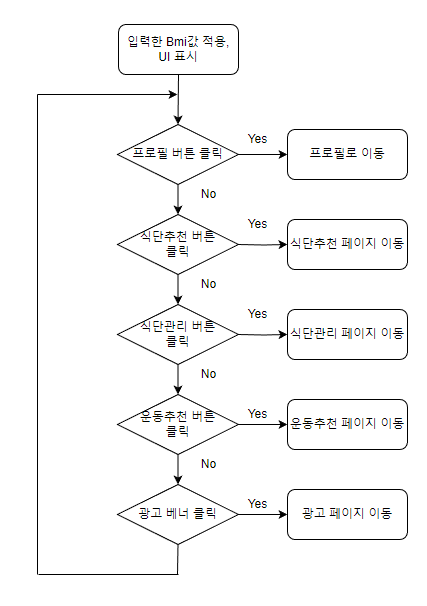 입력한 Bmi값 적용,
UI 표시
프로필 버튼 클릭
Yes
프로필로 이동
No
식단추천 버튼
클릭
Yes
식단추천 페이지 이동
No
식단관리 버튼
클릭
Yes
식단관리 페이지 이동
No
운동추천 버튼
클릭
Yes
운동추천 페이지 이동
No
광고 베너 클릭
Yes
광고 페이지 이동